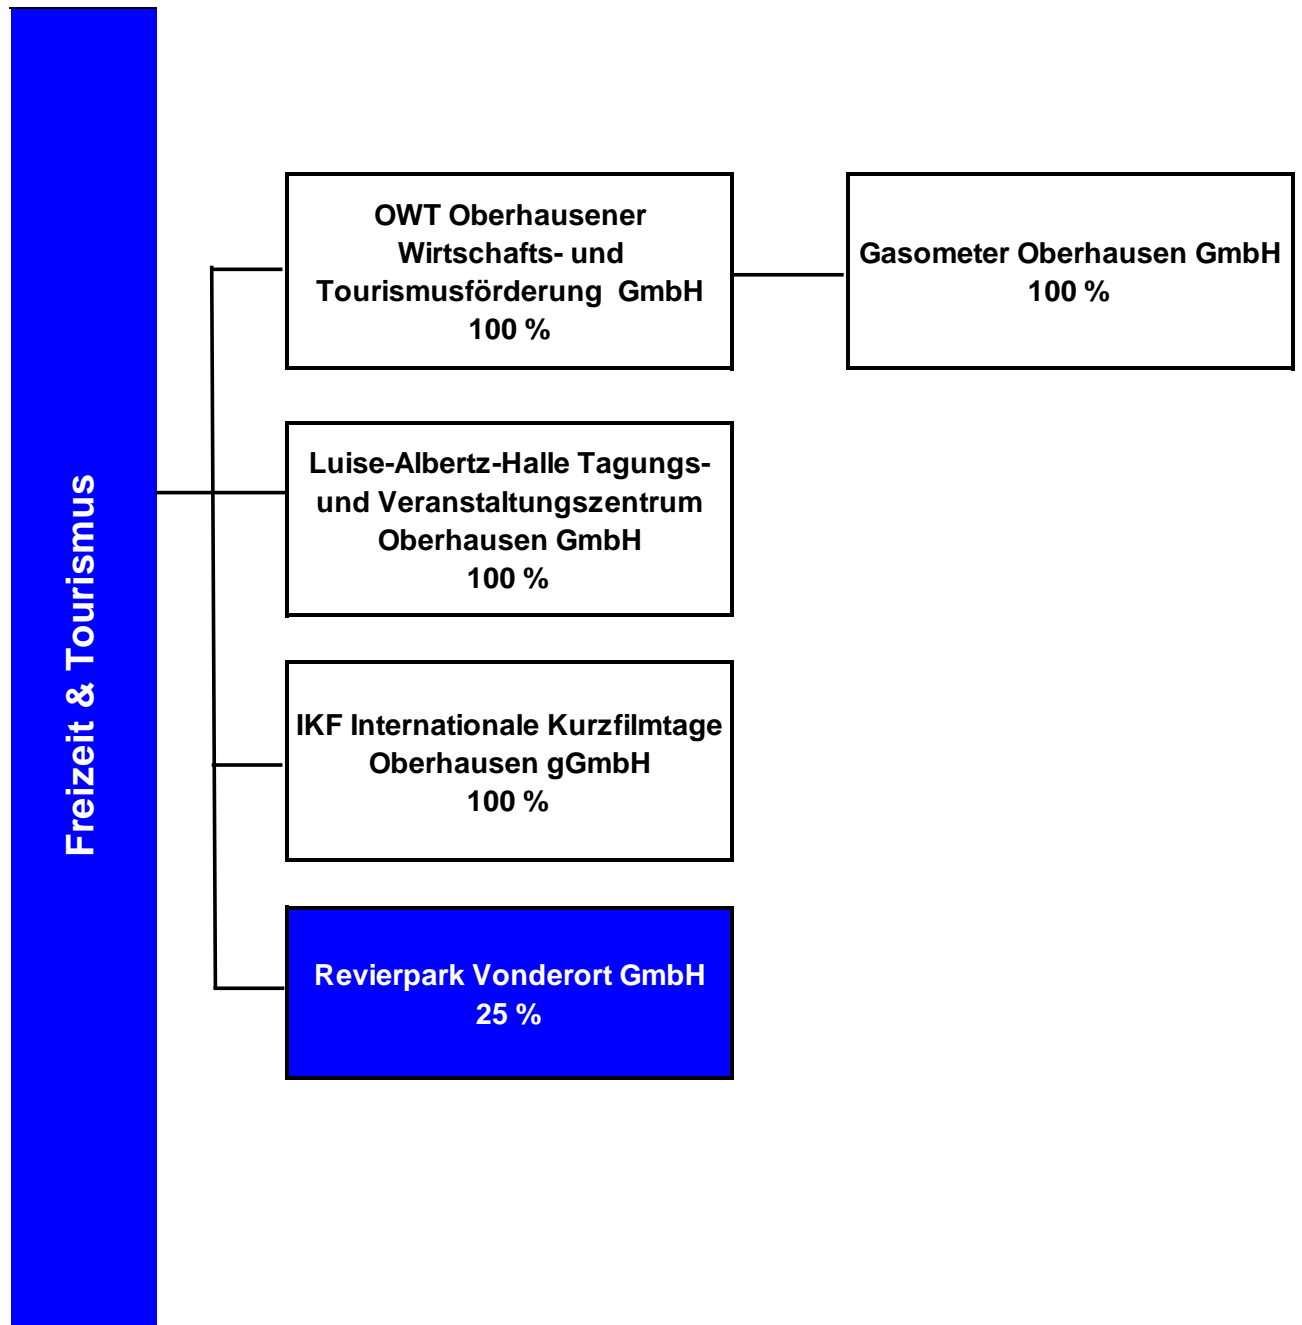 Freizeit & Tourismus
OWT Oberhausener
Wirtschafts- und
Tourismusförderung  GmbH
100 %
Gasometer Oberhausen GmbH
100 %
Luise-Albertz-Halle Tagungs-
und Veranstaltungszentrum
Oberhausen GmbH
100 %
IKF Internationale Kurzfilmtage
Oberhausen gGmbH
100 %
Revierpark Vonderort GmbH
25 %